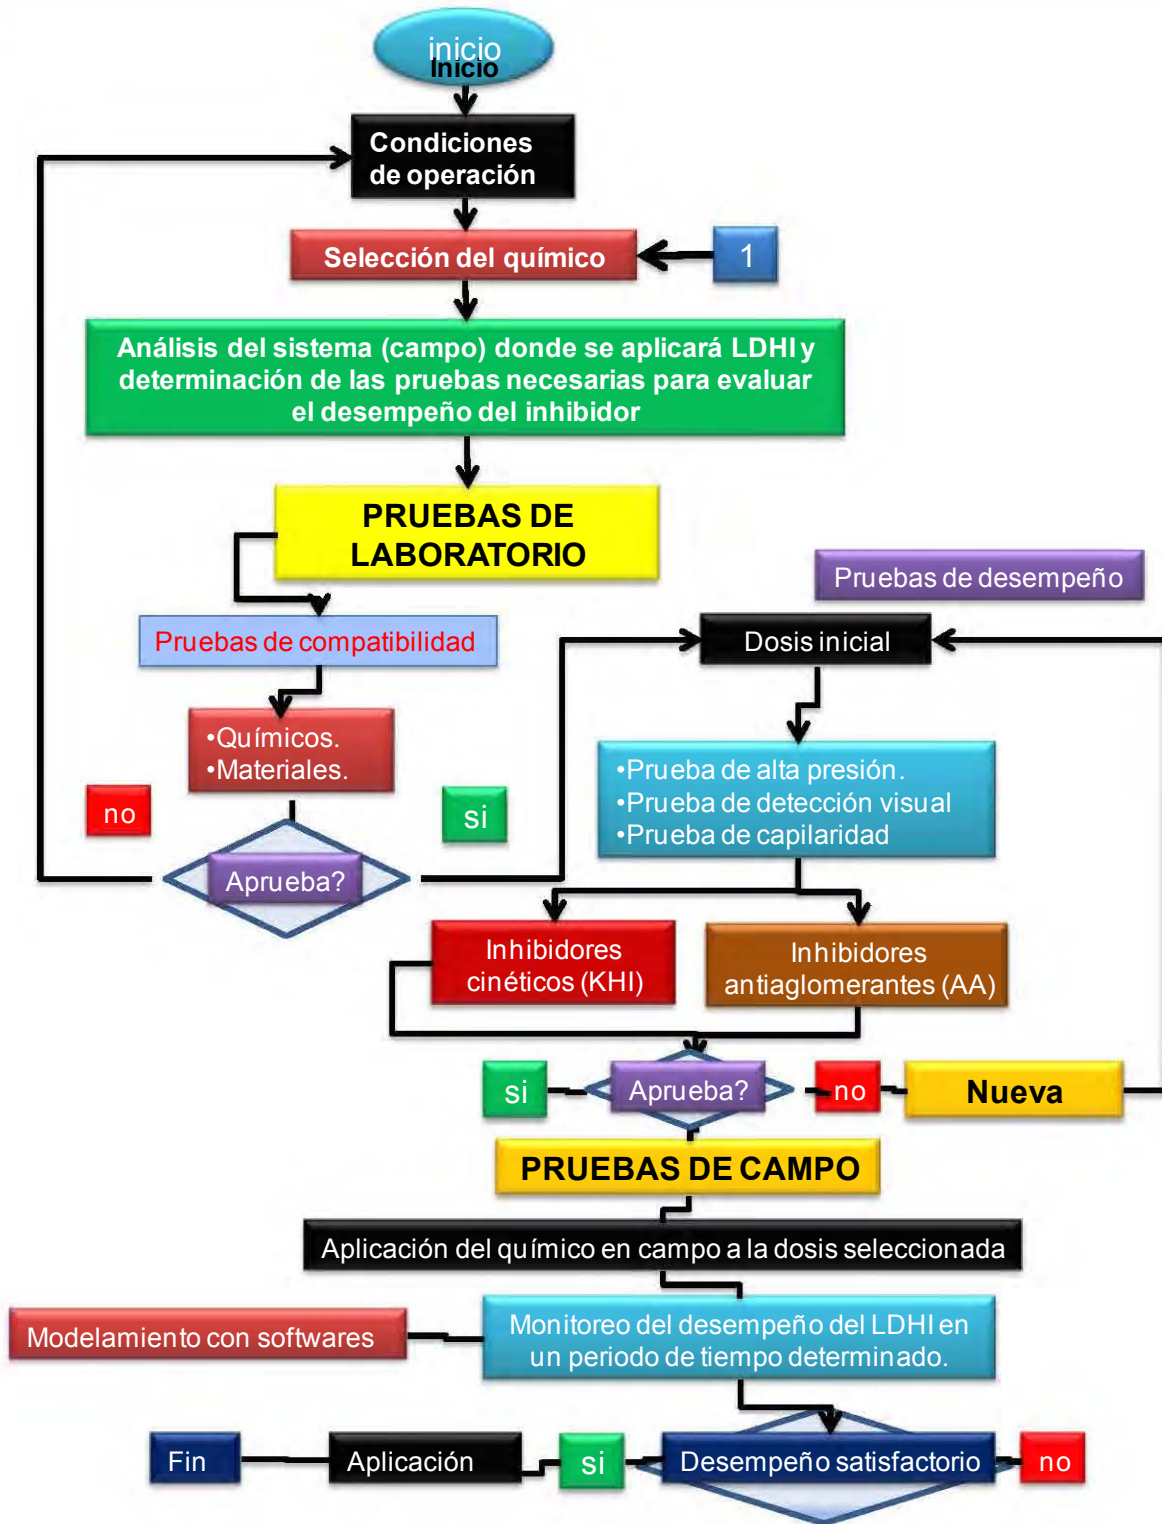 inicio
Inicio
Condiciones
de operación
Selección del químico
1
Análisis del sistema (campo) donde se aplicará LDHI y
determinación de las pruebas necesarias para evaluar
el desempeño del inhibidor
PRUEBAS DE
LABORATORIO
Pruebas de desempeño
Pruebas de compatibilidad
Dosis inicial
•Químicos.
•Materiales.
•Prueba de alta presión.
•Prueba de detección visual
•Prueba de capilaridad
no
si
Aprueba?
Inhibidores
cinéticos (KHI)
Inhibidores
antiaglomerantes (AA)
si
Aprueba?
no
Nueva
PRUEBAS DE CAMPO
Aplicación del químico en campo a la dosis seleccionada
Modelamiento con softwares
Monitoreo del desempeño del LDHI en
un periodo de tiempo determinado.
Fin
Aplicación
si
Desempeño satisfactorio
no